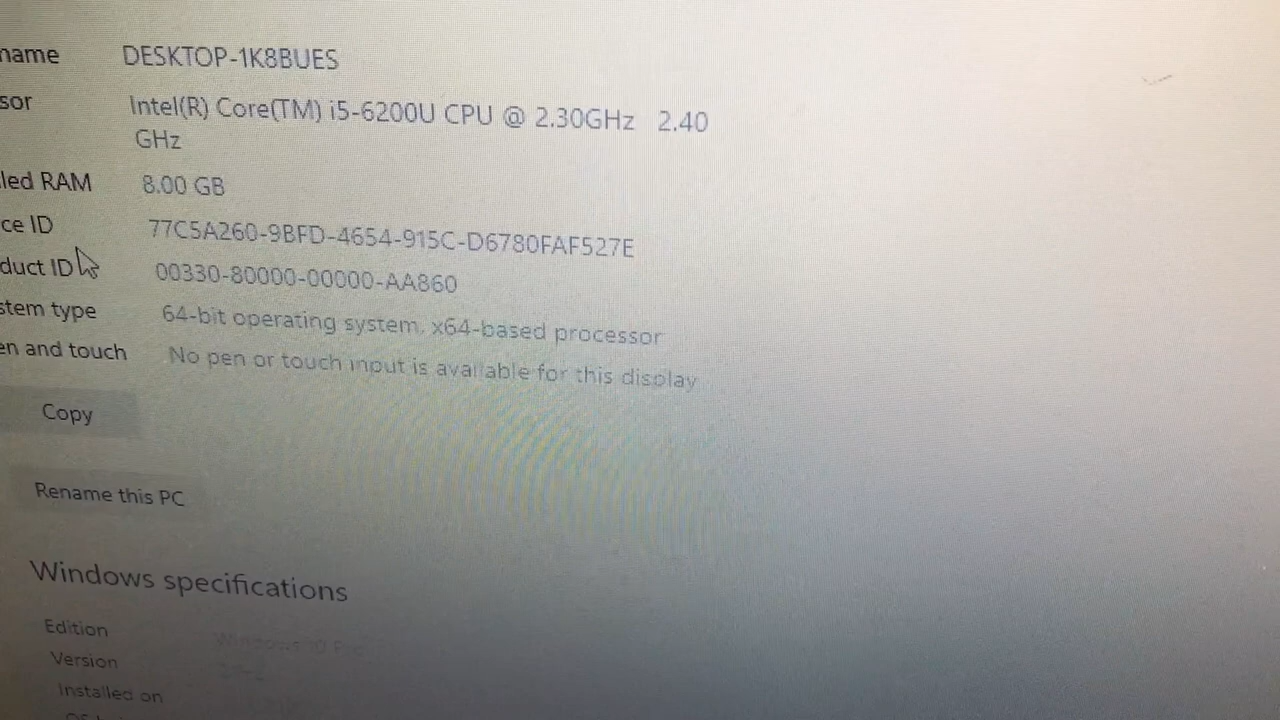 name DESKTOP-1K8BUES
sor Intel(R) Core(TM) i5-6200U CPU @ 2.30GHz 2.40
GHz
led RAM 8.00 GB
ce ID 77C5A260-9BFD-4654-915C-D6780FAF527E
duct ID 00330-80000-00000-AA860
stem type 64-bit operating system, x64-based processor
en and touch No pen or touch input is available for this display
Copy
Rename this PC
Windows specifications
Edition Windows 10 Pro
Version
Installed on